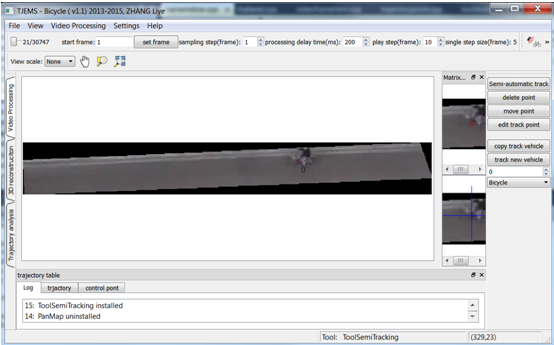 TJEMS - Bicycle ( v1.1) 2013-2015, ZHANG Liye
File View Video Processing Settings Help
21/30747 start frame: 1 set frame sampling step(frame): 1 processing delay time(ms): 200 play step(frame): 10 single step size(frame): 5 »
View scale: None
Video Processing
3D reconstruction
Trajectory analysis
0
Matrix...
Semi-automatic track
delete point
move point
edit track point
copy track vehicle
track new vehicle
0
Bicycle
trajectory table
Log trjactory control pont
15: ToolSemiTracking installed
14: PanMap uninstalled
Tool: ToolSemiTracking (329,23)